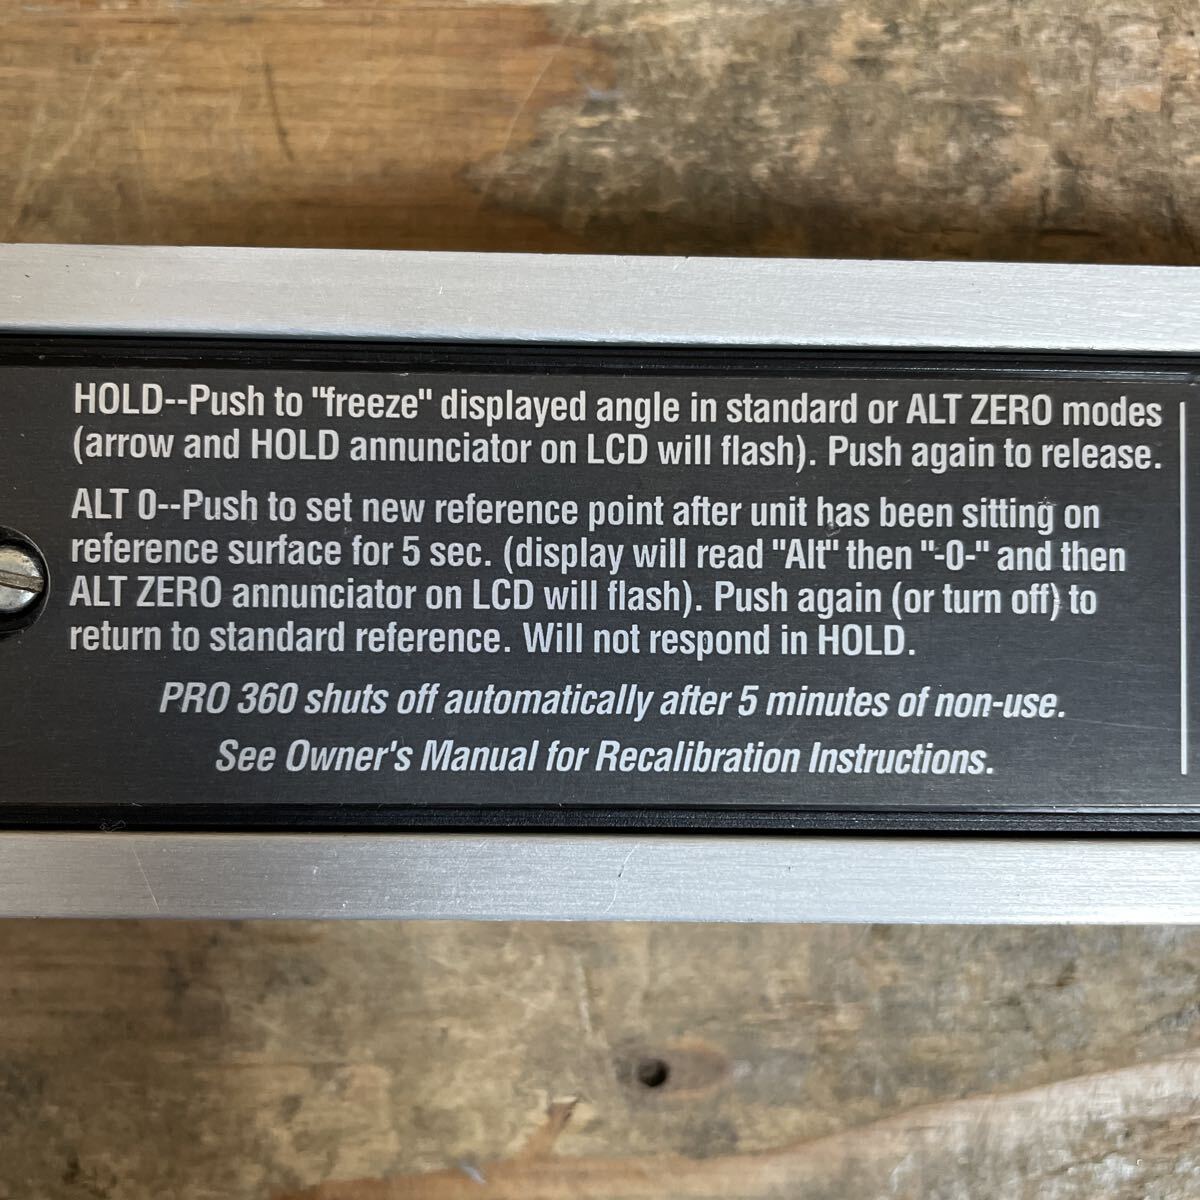 HOLD--Push to "freeze" displayed angle in standard or ALT ZERO modes
(arrow and HOLD annunciator on LCD will flash). Push again to release.
ALT 0--Push to set new reference point after unit has been sitting on
reference surface for 5 sec. (display will read "Alt" then "-0-" and then
ALT ZERO annunciator on LCD will flash). Push again (or turn off) to
return to standard reference. Will not respond in HOLD.
PRO 360 shuts off automatically after 5 minutes of non-use.
See Owner's Manual for Recalibration Instructions.